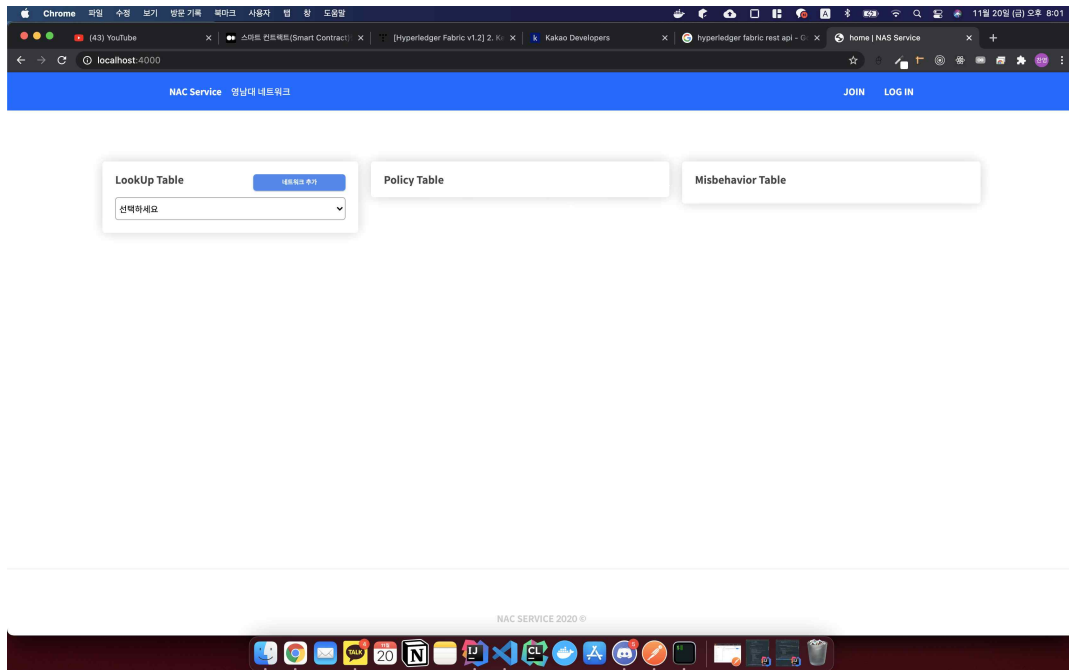 Chrome 파일 수정 보기 방문 기록 북마크 사용자 탭 창 도움말 11월 20일 (금) 오후 8:01
(43) YouTube 스마트 컨트랙트(Smart Contract) [Hyperledger Fabric v1.2] 2. Kakao Developers hyperledger fabric rest api - G home | NAS Service
localhost:4000
NAC Service 영남대 네트워크 JOIN LOG IN
LookUp Table 네트워크 추가 Policy Table Misbehavior Table
선택하세요
NAC SERVICE 2020 ©
TALK 20 N IJ CL